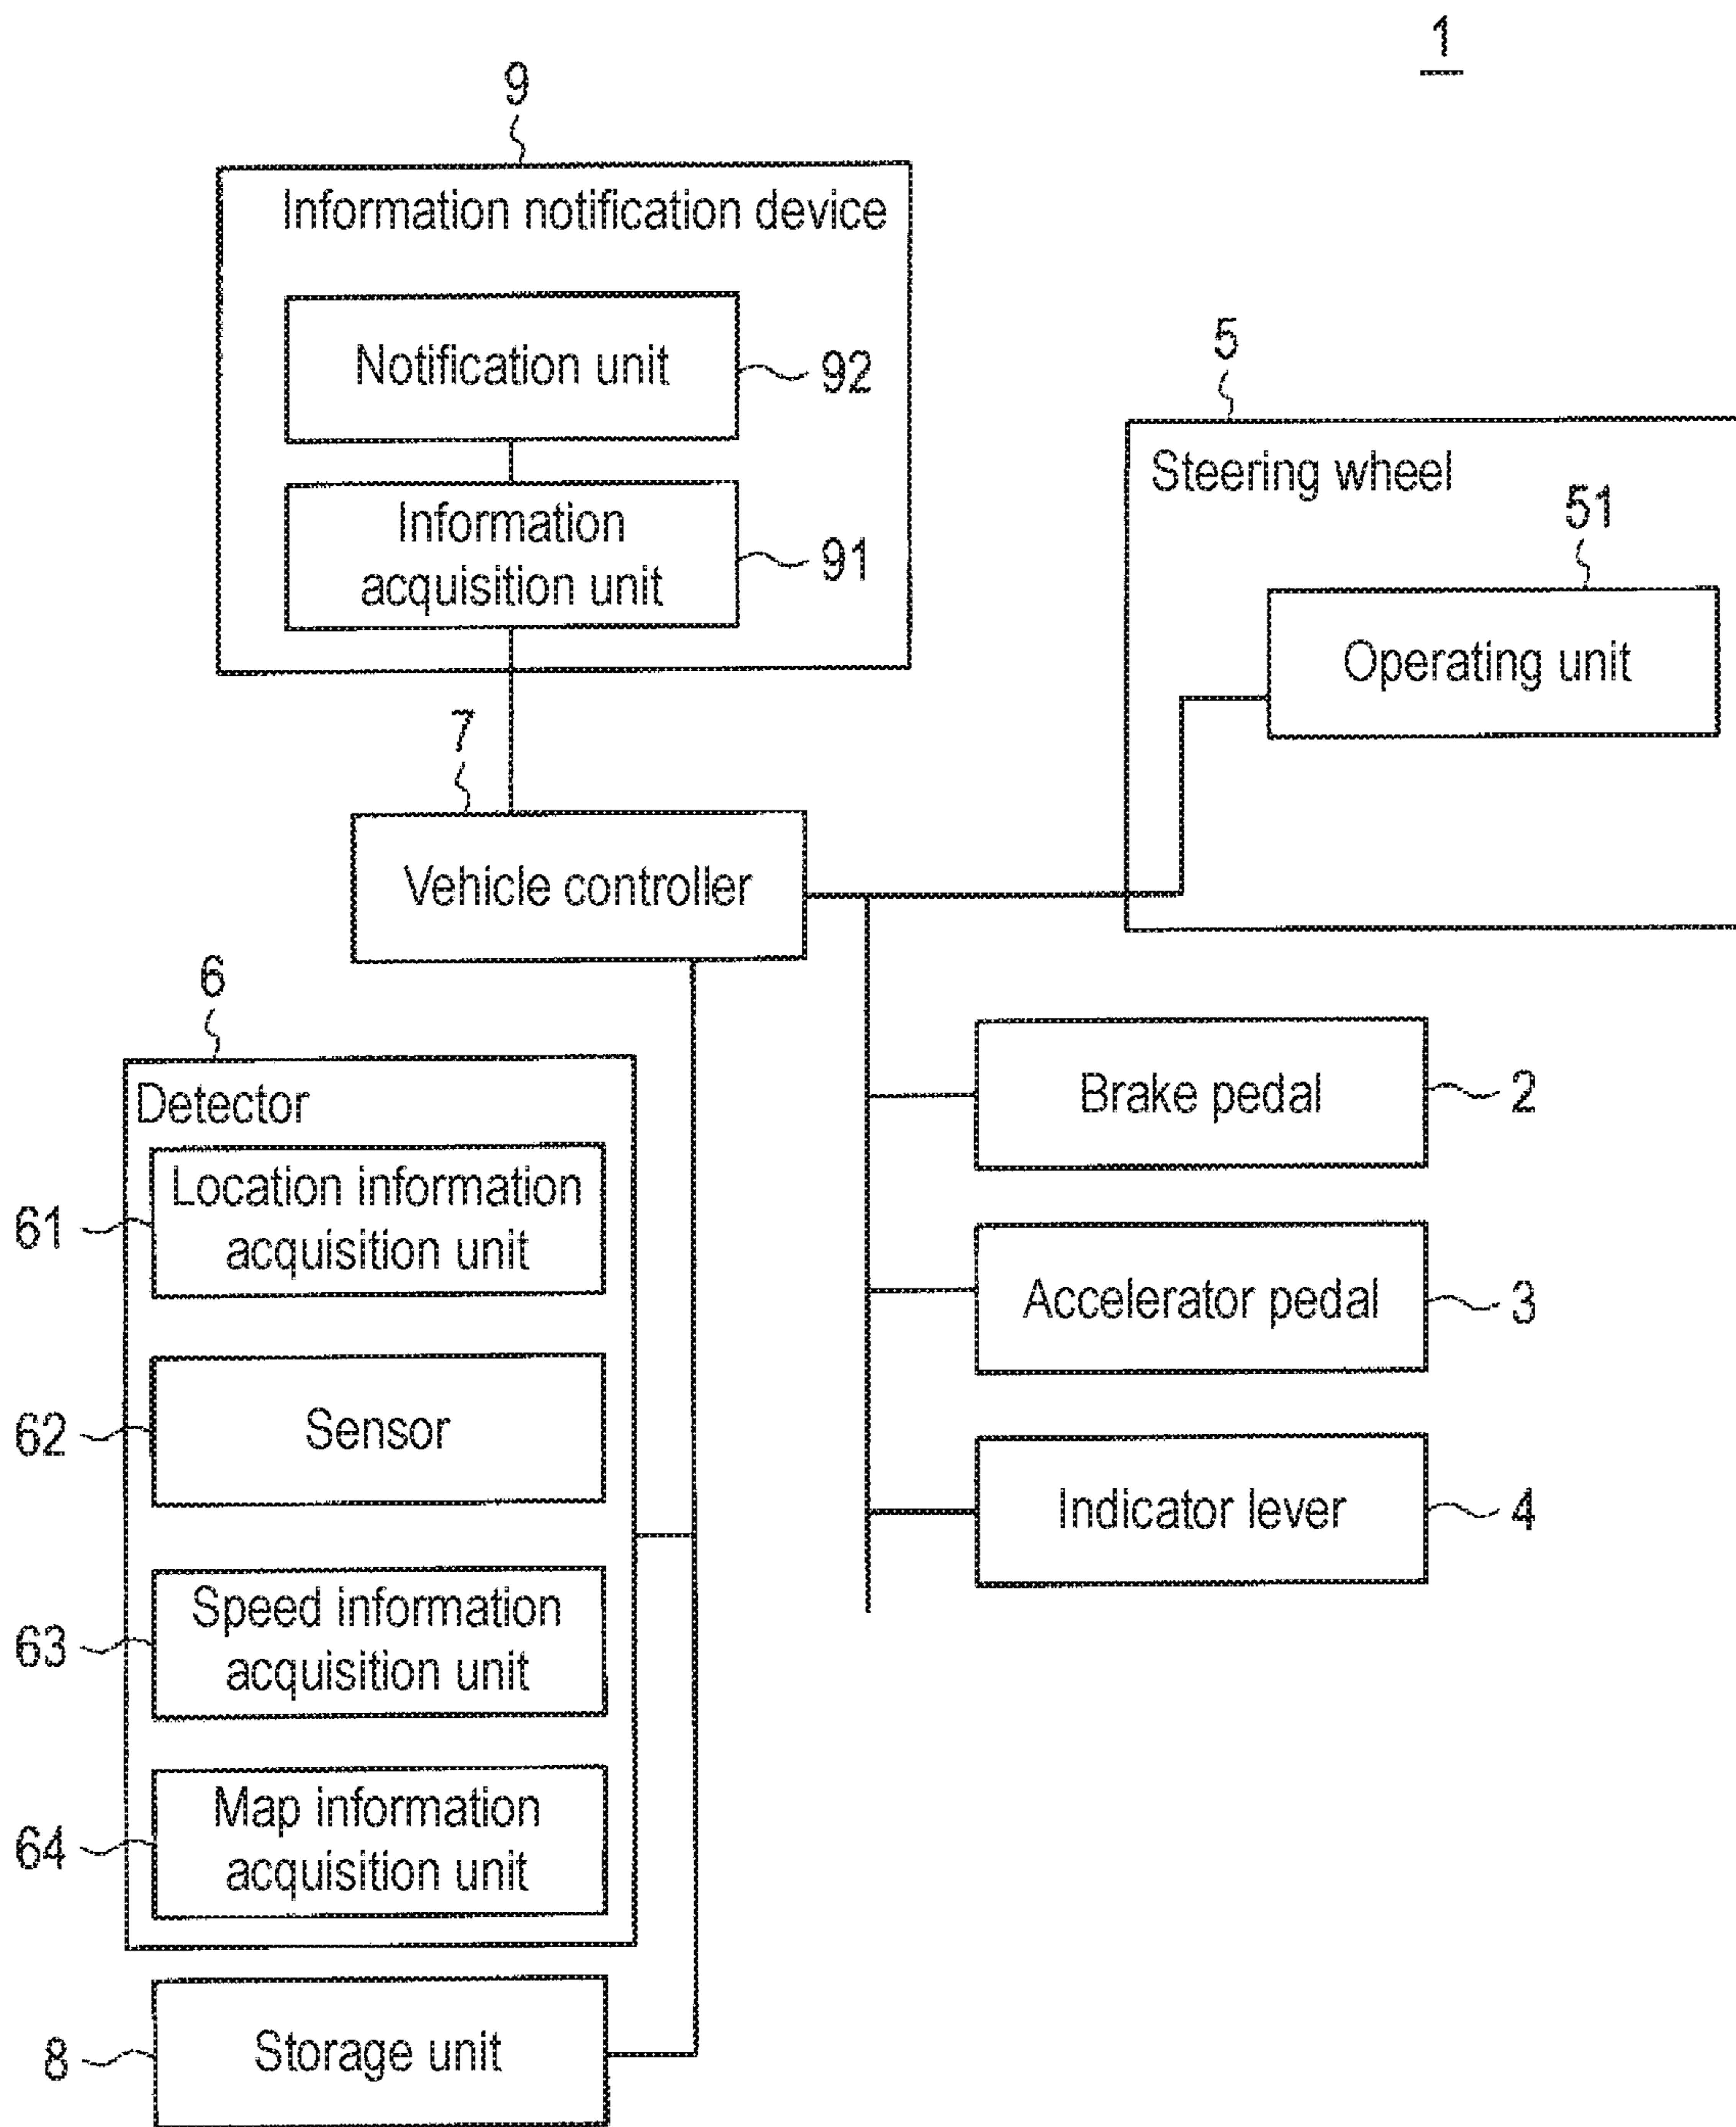 1
9
Information notification device
Notification unit
92
Information
acquisition unit
91
5
Steering wheel
51
Operating unit
7
Vehicle controller
6
Detector
Location information
acquisition unit
61
Sensor
62
Speed information
acquisition unit
63
Map information
acquisition unit
64
Storage unit
8
Brake pedal
2
Accelerator pedal
3
Indicator lever
4